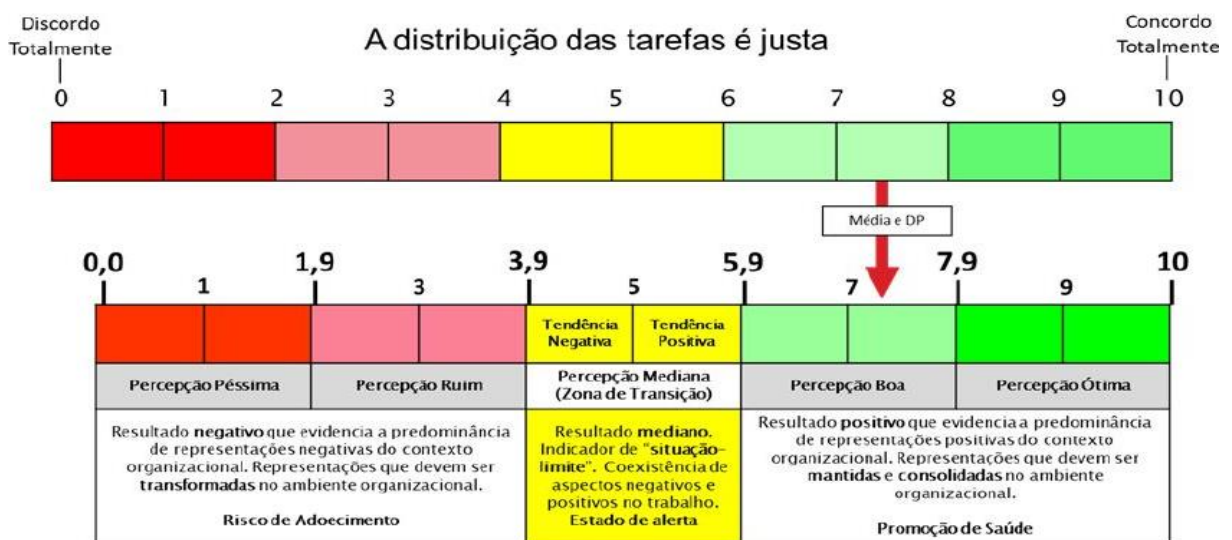 Discordo
Totalmente
A distribuição das tarefas é justa
Concordo
Totalmente
0 1 2 3 4 5 6 7 8 9 10
Média e DP
0,0 1,9 3,9 5,9 7,9 10
1 3 5 7 9
Tendência
Negativa
Tendência
Positiva
Percepção Péssima
Percepção Ruim
Percepção Mediana
(Zona de Transição)
Percepção Boa
Percepção Ótima
Resultado negativo que evidencia a predominância
de representações negativas do contexto
organizacional. Representações que devem ser
transformadas no ambiente organizacional.
Risco de Adoecimento
Resultado mediano.
Indicador de “situação-
limite”. Coexistência de
aspectos negativos e
positivos no trabalho.
Estado de alerta
Resultado positivo que evidencia a predominância
de representações positivas do contexto
organizacional. Representações que devem ser
mantidas e consolidadas no ambiente
organizacional.
Promoção de Saúde